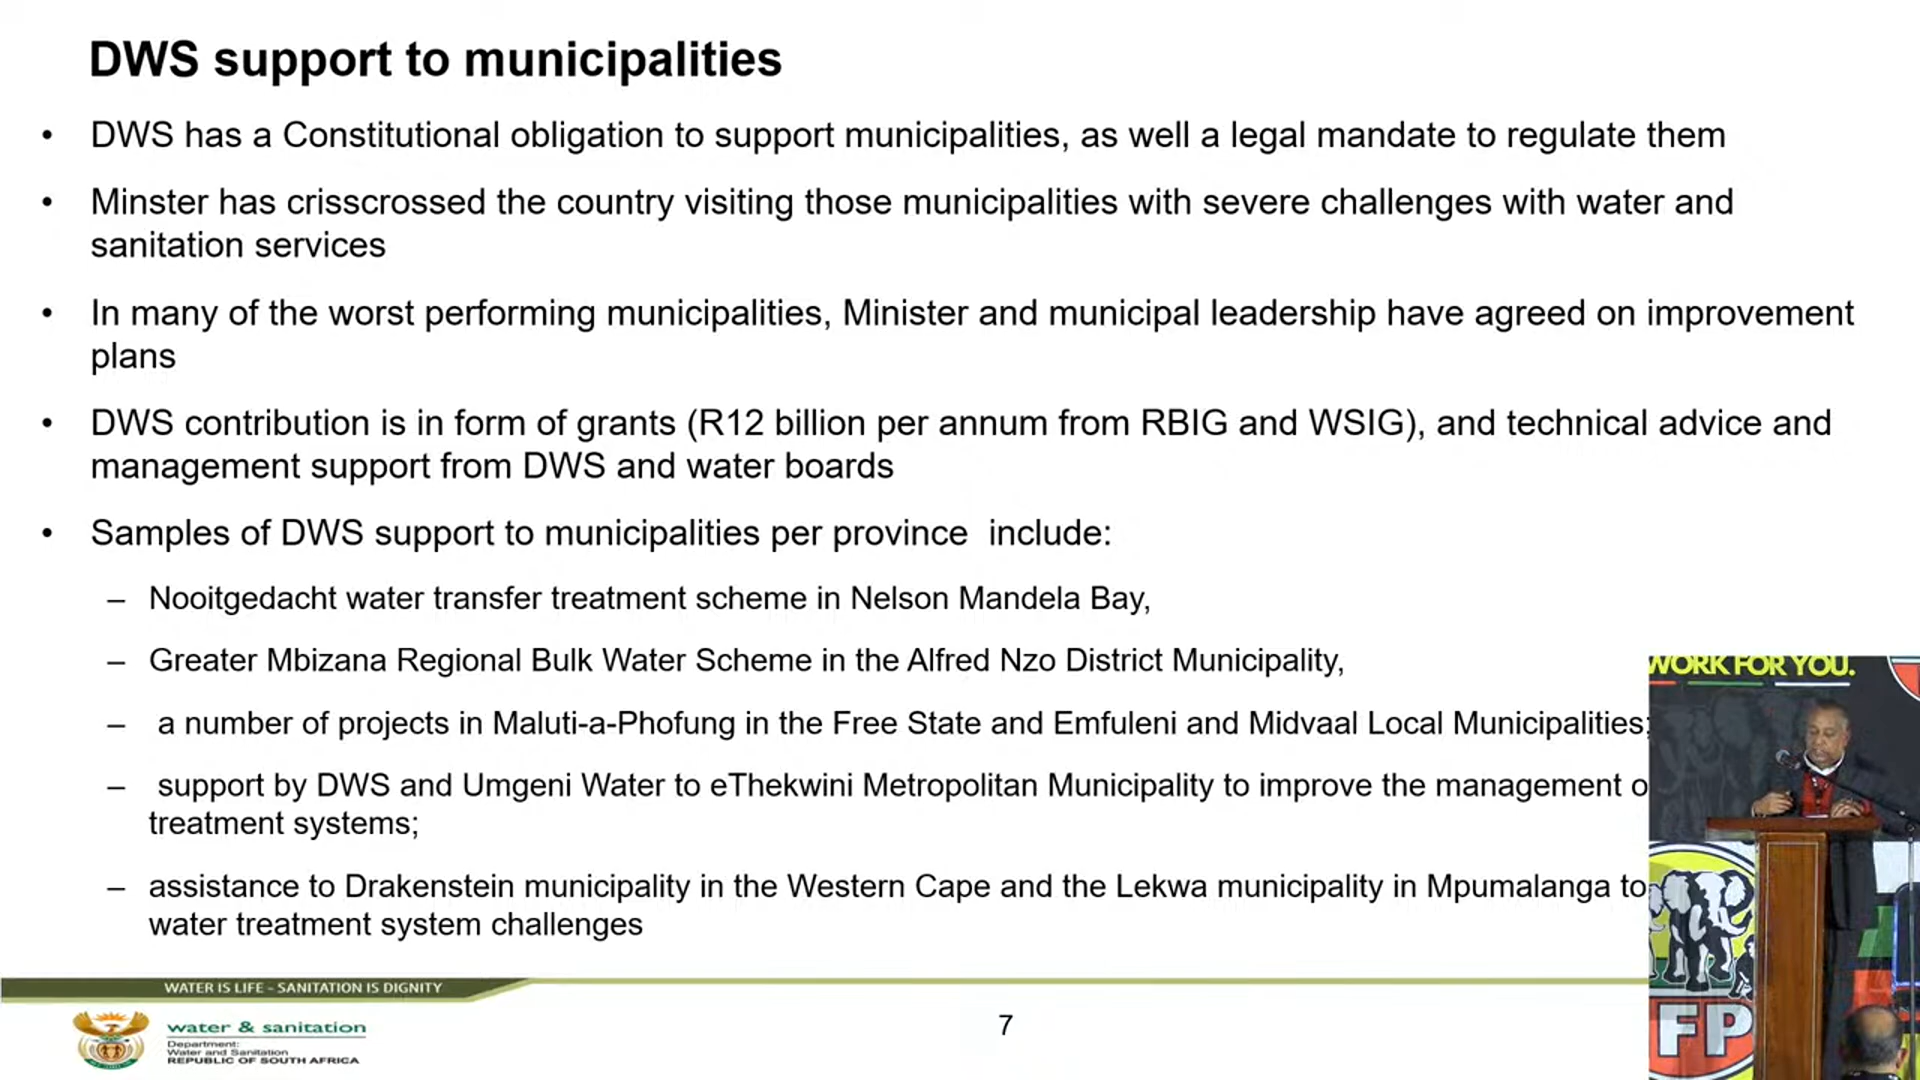 DWS support to municipalities
• DWS has a Constitutional obligation to support municipalities, as well a legal mandate to regulate them
• Minster has crisscrossed the country visiting those municipalities with severe challenges with water and
sanitation services
• In many of the worst performing municipalities, Minister and municipal leadership have agreed on improvement
plans
• DWS contribution is in form of grants (R12 billion per annum from RBIG and WSIG), and technical advice and
management support from DWS and water boards
• Samples of DWS support to municipalities per province include:
– Nooitgedacht water transfer treatment scheme in Nelson Mandela Bay,
– Greater Mbizana Regional Bulk Water Scheme in the Alfred Nzo District Municipality,
– a number of projects in Maluti-a-Phofung in the Free State and Emfuleni and Midvaal Local Municipalities;
– support by DWS and Umgeni Water to eThekwini Metropolitan Municipality to improve the management
treatment systems;
– assistance to Drakenstein municipality in the Western Cape and the Lekwa municipality in Mpumalanga to
water treatment system challenges
WORK FOR YOU.
FP
WATER IS LIFE - SANITATION IS DIGNITY
water & sanitation
Department:
Water and Sanitation
REPUBLIC OF SOUTH AFRICA
7